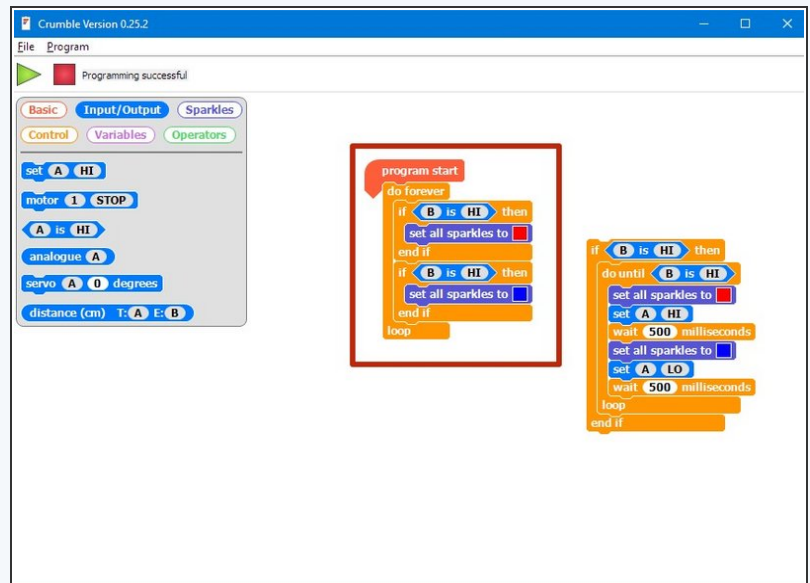 Crumble Version 0.25.2
File Program
Programming successful
Basic Input/Output Sparkles
Control Variables Operators
set A HI
motor 1 STOP
A is HI
analogue A
servo A 0 degrees
distance (cm) T: A E: B
program start
do forever
if B is HI then
set all sparkles to
end if
if B is HI then
set all sparkles to
end if
loop
if B is HI then
do until B is HI
set all sparkles to
set A HI
wait 500 milliseconds
set all sparkles to
set A LO
wait 500 milliseconds
loop
end if